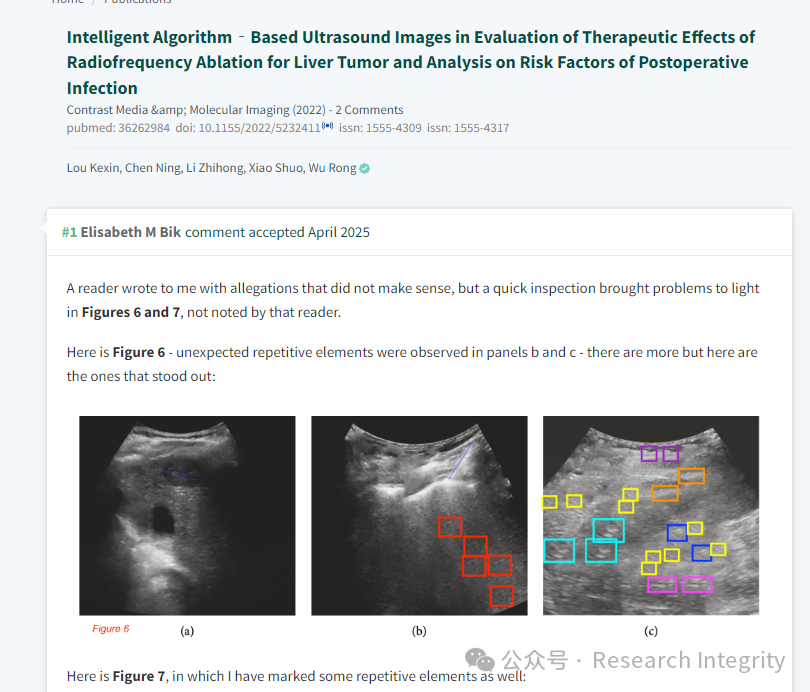 Home / Publications
Intelligent Algorithm ‐ Based Ultrasound Images in Evaluation of Therapeutic Effects of
Radiofrequency Ablation for Liver Tumor and Analysis on Risk Factors of Postoperative
Infection
Contrast Media &amp; Molecular Imaging (2022) - 2 Comments
pubmed: 36262984 doi: 10.1155/2022/5232411 issn: 1555-4309 issn: 1555-4317
Lou Kexin, Chen Ning, Li Zhihong, Xiao Shuo, Wu Rong
#1 Elisabeth M Bik comment accepted April 2025
A reader wrote to me with allegations that did not make sense, but a quick inspection brought problems to light
in Figures 6 and 7, not noted by that reader.
Here is Figure 6 - unexpected repetitive elements were observed in panels b and c - there are more but here are
the ones that stood out:
Figure 6 (a) (b) (c)
公众号 · Research Integrity
Here is Figure 7, in which I have marked some repetitive elements as well: